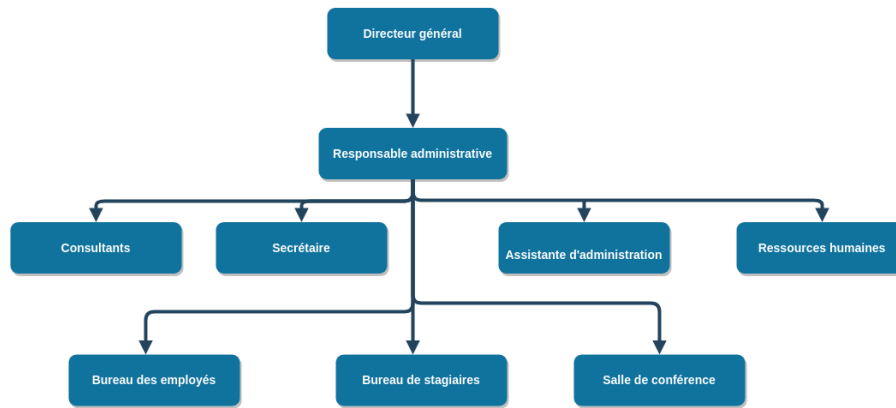 Directeur général
Responsable administrative
Consultants
Secrétaire
Assistante d'administration
Ressources humaines
Bureau des employés
Bureau de stagiaires
Salle de conférence